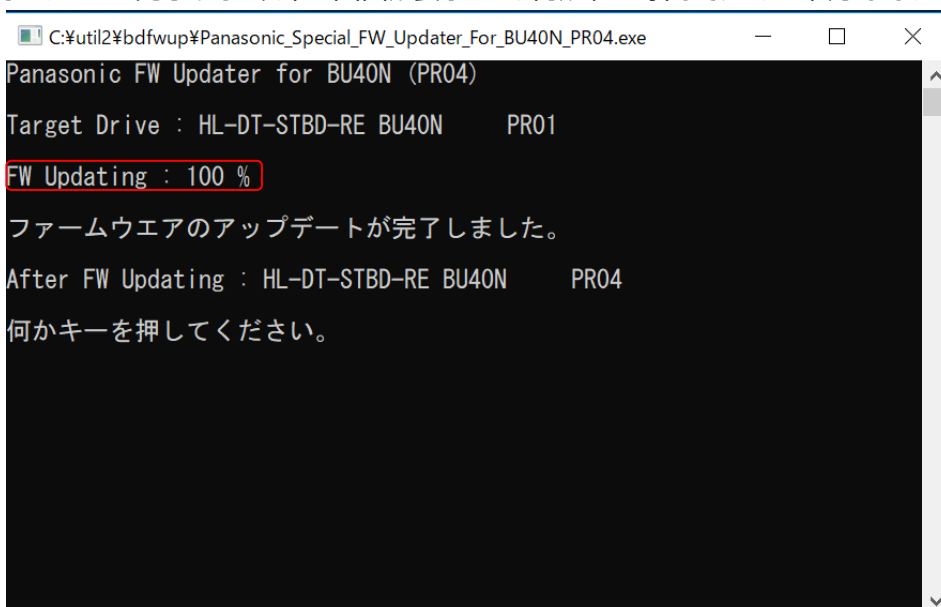 C:¥util2¥bdfwup¥Panasonic_Special_FW_Updater_For_BU40N_PR04.exe
Panasonic FW Updater for BU40N (PR04)
Target Drive : HL-DT-STBD-RE BU40N     PR01
FW Updating : 100 %
ファームウエアのアップデートが完了しました。
After FW Updating : HL-DT-STBD-RE BU40N     PR04
何かキーを押してください。